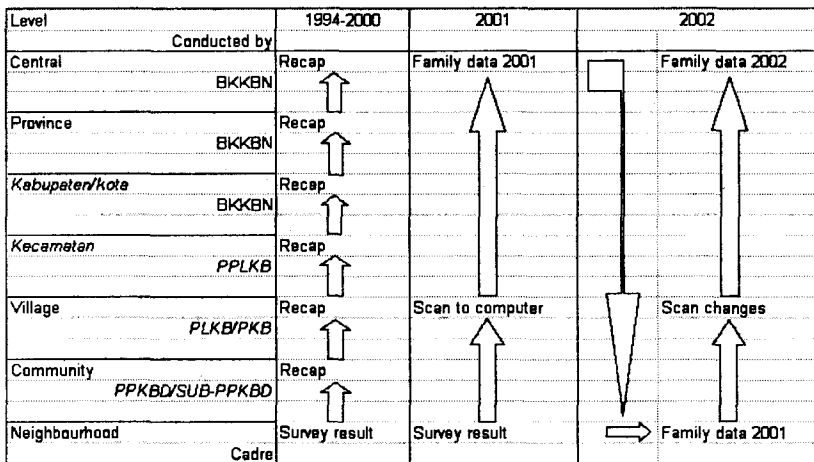 Level 1994-2000 2001 2002
Conducted by
Central Recap Family data 2001 Family data 2002
BKKBN
Province Recap
BKKBN
Kabupaten/kota Recap
BKKBN
Kecamatan Recap
PPLKB
Village Recap Scan to computer Scan changes
PLKB/PKB
Community Recap
PPKBD/SUB-PPKBD
Neighbourhood Survey result Survey result Family data 2001
Cadre